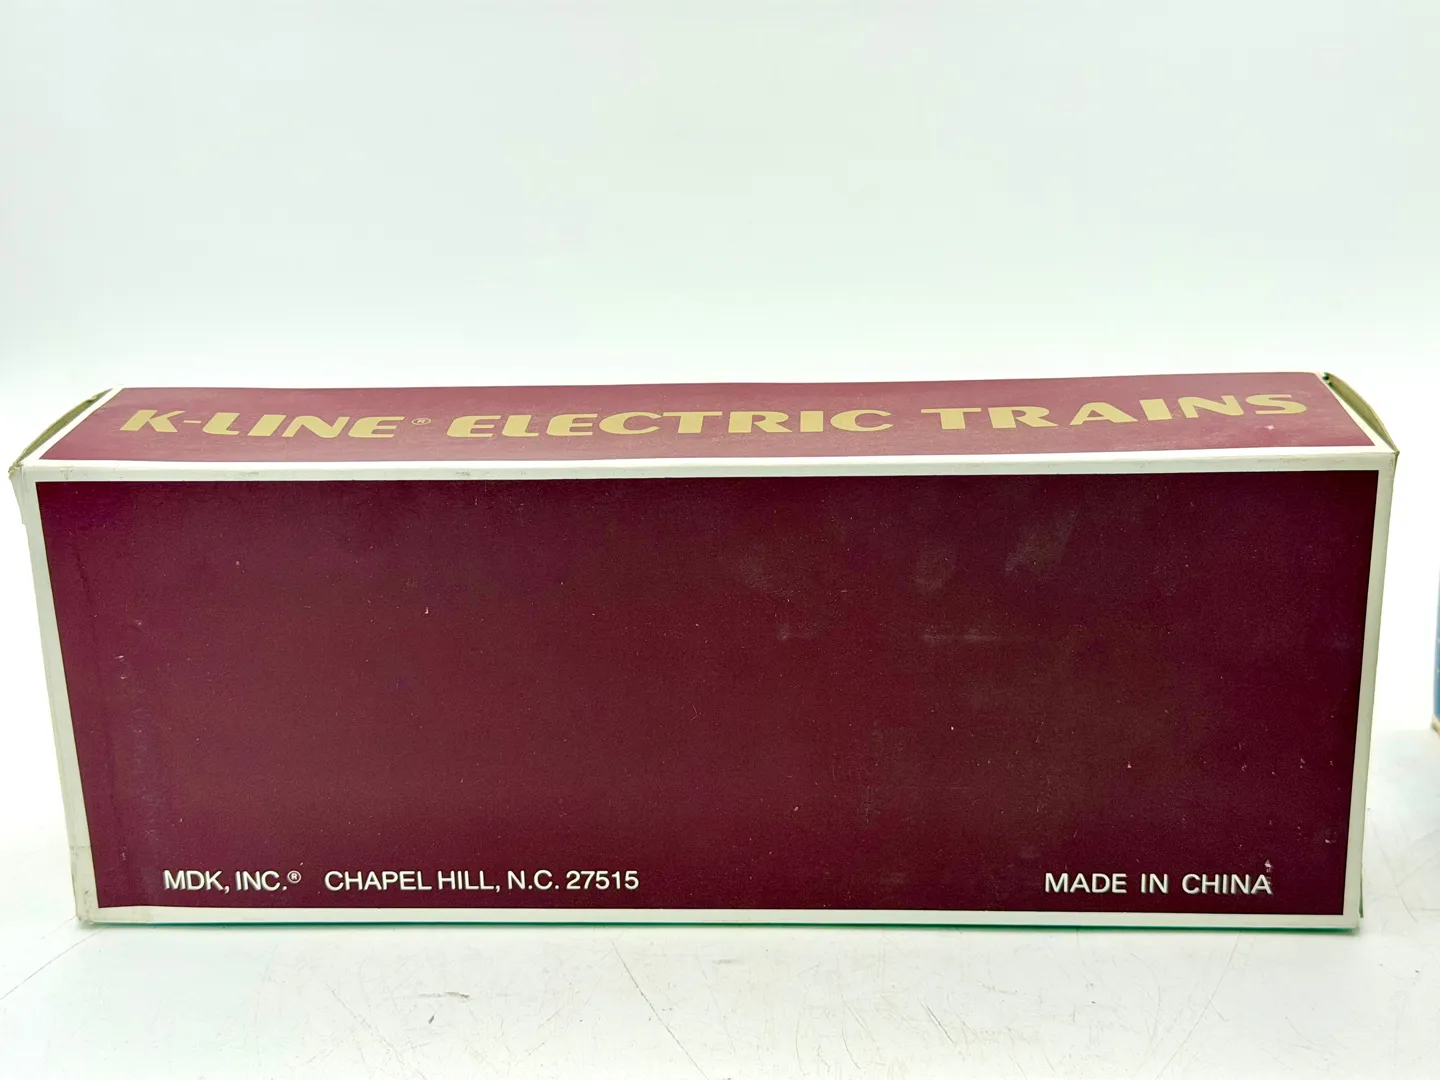 K-LINE® ELECTRIC TRAINS
MDK, INC.® CHAPEL HILL, N.C. 27515
MADE IN CHINA